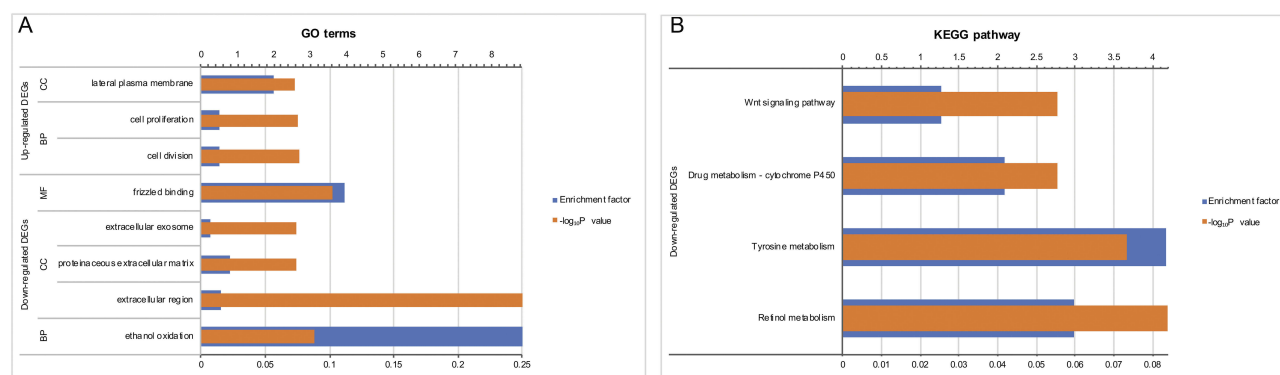 A
GO terms
0 1 2 3 4 5 6 7 8
Up-regulated DEGs
CC
lateral plasma membrane
BP
cell proliferation
cell division
Down-regulated DEGs
MF
frizzled binding
CC
extracellular exosome
proteinaceous extracellular matrix
extracellular region
BP
ethanol oxidation
0 0.05 0.1 0.15 0.2 0.25
Enrichment factor
-log₁₀P value
B
KEGG pathway
0 0.5 1 1.5 2 2.5 3 3.5 4
Down-regulated DEGs
Wnt signaling pathway
Drug metabolism - cytochrome P450
Tyrosine metabolism
Retinol metabolism
0 0.01 0.02 0.03 0.04 0.05 0.06 0.07 0.08
Enrichment factor
-log₁₀P value